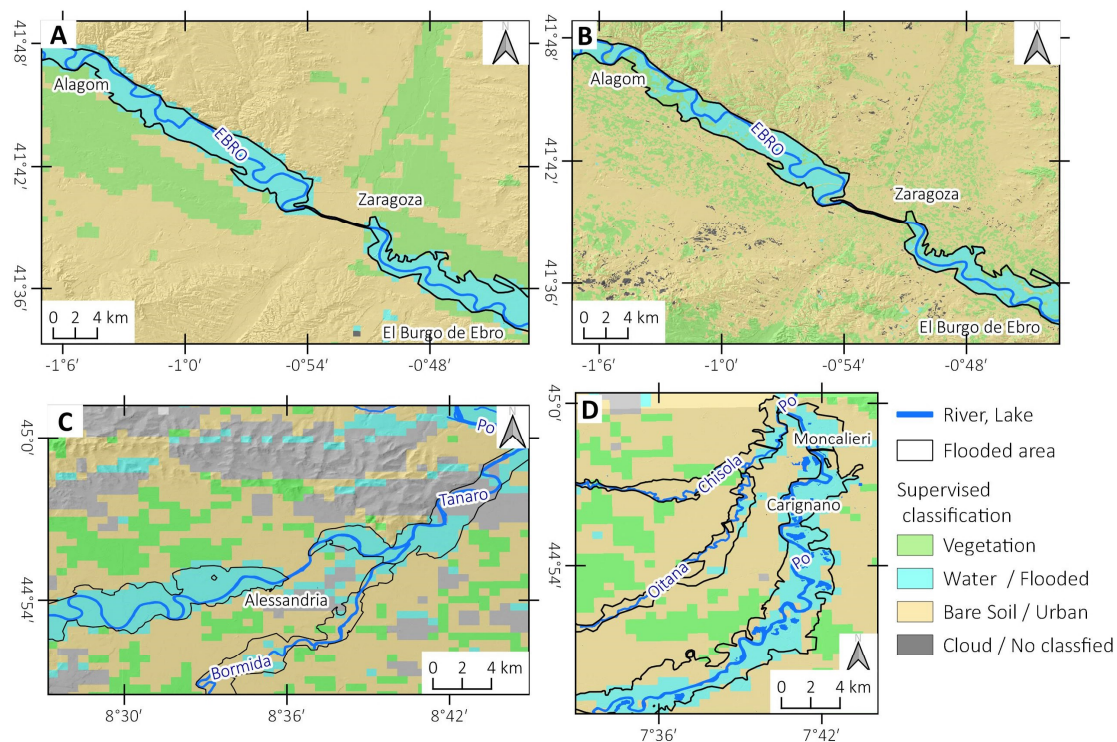 A
N
41°48′
Alagom
EBRO
41°42′
Zaragoza
41°36′
0 2 4 km
El Burgo de Ebro
-1°6′ -1°0′ -0°54′ -0°48′
B
N
41°48′
Alagom
EBRO
41°42′
Zaragoza
41°36′
0 2 4 km
El Burgo de Ebro
-1°6′ -1°0′ -0°54′ -0°48′
C
N
Po
45°0′
Tanaro
44°54′
Alessandria
Bormida
0 2 4 km
8°30′ 8°36′ 8°42′
D
7°36′ 7°42′
45°0′
Po
Moncalieri
Chisola
Carignano
44°54′
Po
Oitana
N
0 2 4 km
7°36′ 7°42′
River, Lake
Flooded area
Supervised
classification
Vegetation
Water / Flooded
Bare Soil / Urban
Cloud / No classfied